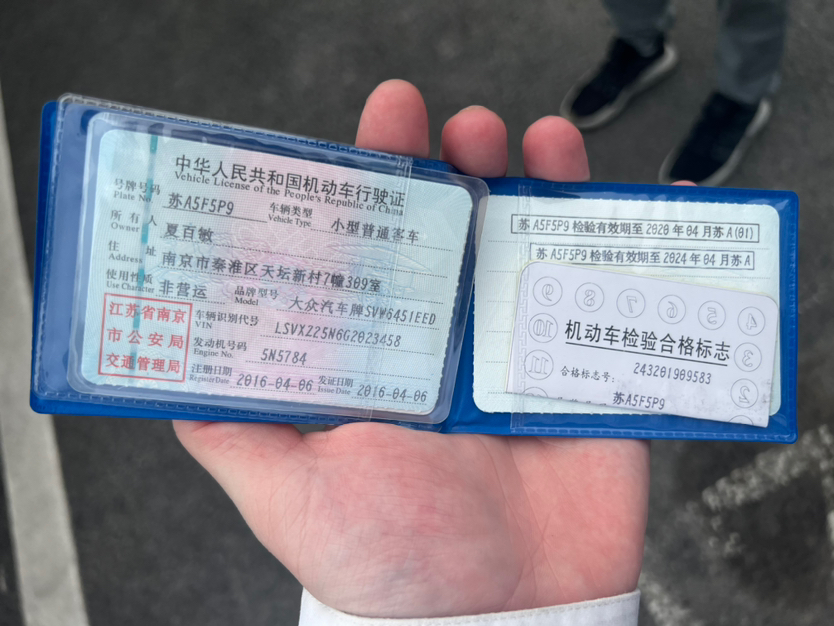 中华人民共和国机动车行驶证
Vehicle License of the People's Republic of China
号牌号码 Plate No. 苏A5F5P9 车辆类型 Vehicle Type 小型普通客车
所有人 Owner 夏百敏
住址 Address 南京市秦淮区天坛新村7幢309室
使用性质 Use Character 非营运 品牌型号 Model 大众汽车牌SVW6451EED
江苏省南京
市公安局
交通管理局
车辆识别代号 VIN LSVXZ25N6G2023458
发动机号码 Engine No. 5N5784
注册日期 Register Date 2016-04-06 发证日期 Issue Date 2016-04-06
苏A5F5P9检验有效期至2020年04月苏A(01)
苏A5F5P9检验有效期至2024年04月苏A
9 8 7 6 5 4
10 3
11 2
机动车检验合格标志
合格标志号: 243201909583
苏A5F5P9